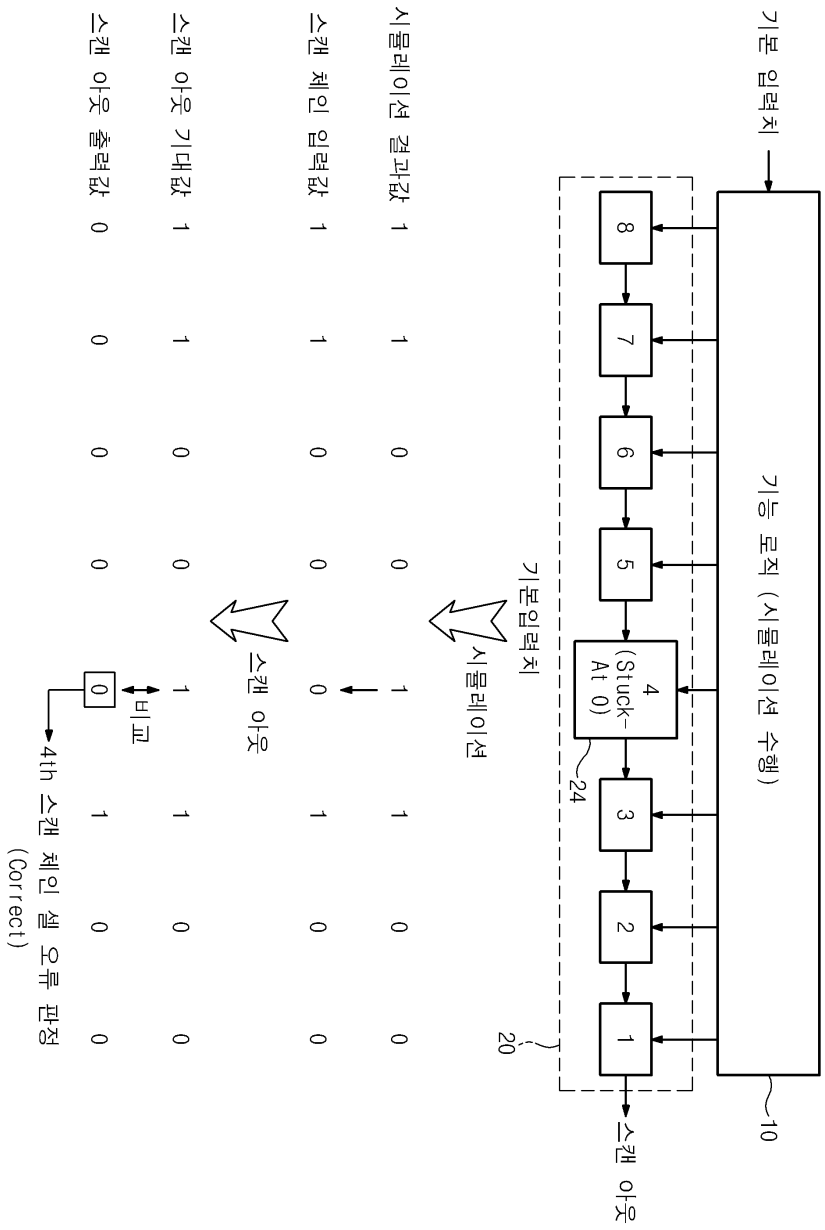 기본 입력치
기능 로직 (시뮬레이션 수행)
10
8
7
6
5
4
(Stuck-
At 0)
3
2
1
스캔 아웃
24
20
기본입력치
시뮬레이션
시뮬레이션 결과값 1 1 0 0 1 1 0 0
스캔 체인 입력값 1 1 0 0 0 1 0 0
스캔 아웃
스캔 아웃 기대값 1 1 0 0 1 1 0 0
비교
스캔 아웃 출력값 0 0 0 0 0 1 0 0
4th 스캔 체인 셀 오류 판정
(Correct)